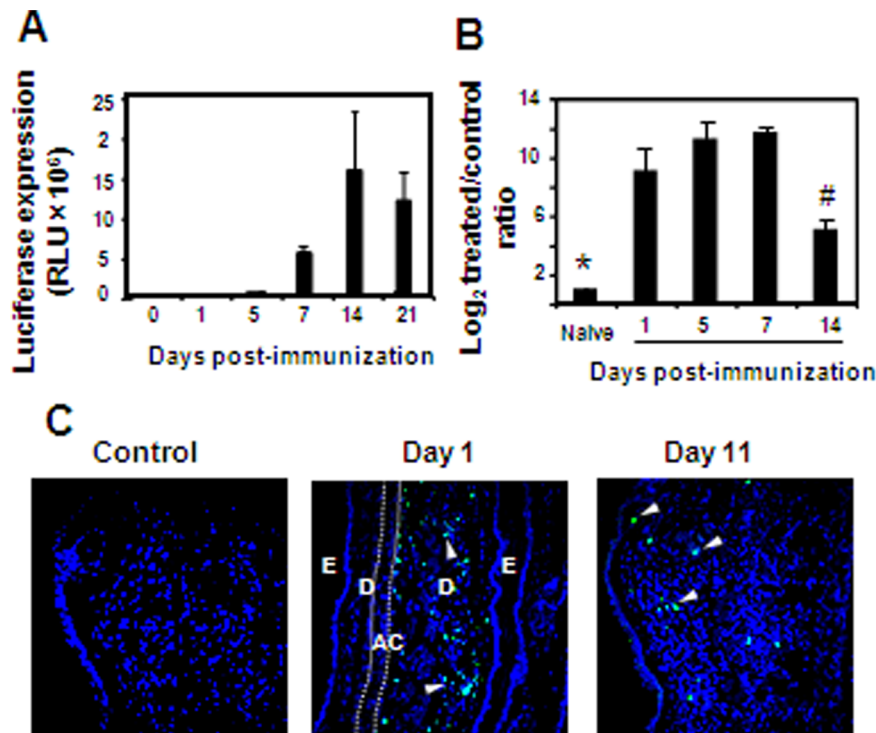 A
Luciferase expression
(RLU × 10⁶)
25
2
15
10
5
0
0 1 5 7 14 21
Days post-immunization
B
Log₂ treated/control
ratio
14
10
6
2
*
#
Naïve 1 5 7 14
Days post-immunization
C
Control Day 1 Day 11
E D AC D E